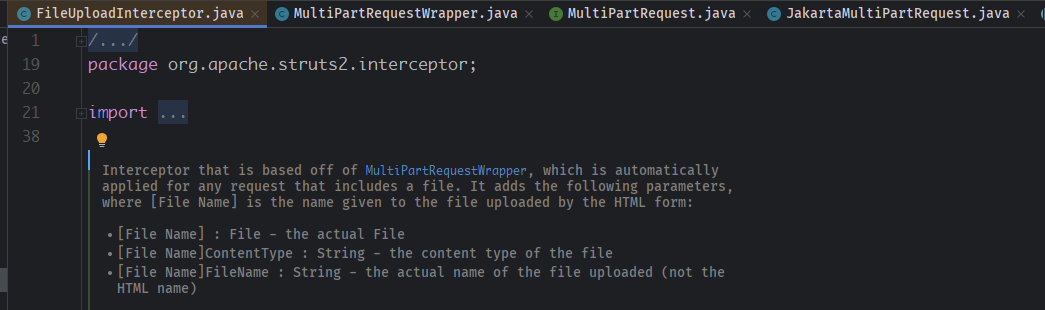 FileUploadInterceptor.java MultiPartRequestWrapper.java MultiPartRequest.java JakartaMultiPartRequest.java
1 /.../
19 package org.apache.struts2.interceptor;
20
21 import ...
38
Interceptor that is based off of MultiPartRequestWrapper, which is automatically
applied for any request that includes a file. It adds the following parameters,
where [File Name] is the name given to the file uploaded by the HTML form:
• [File Name] : File - the actual File
• [File Name]ContentType : String - the content type of the file
• [File Name]FileName : String - the actual name of the file uploaded (not the
HTML name)